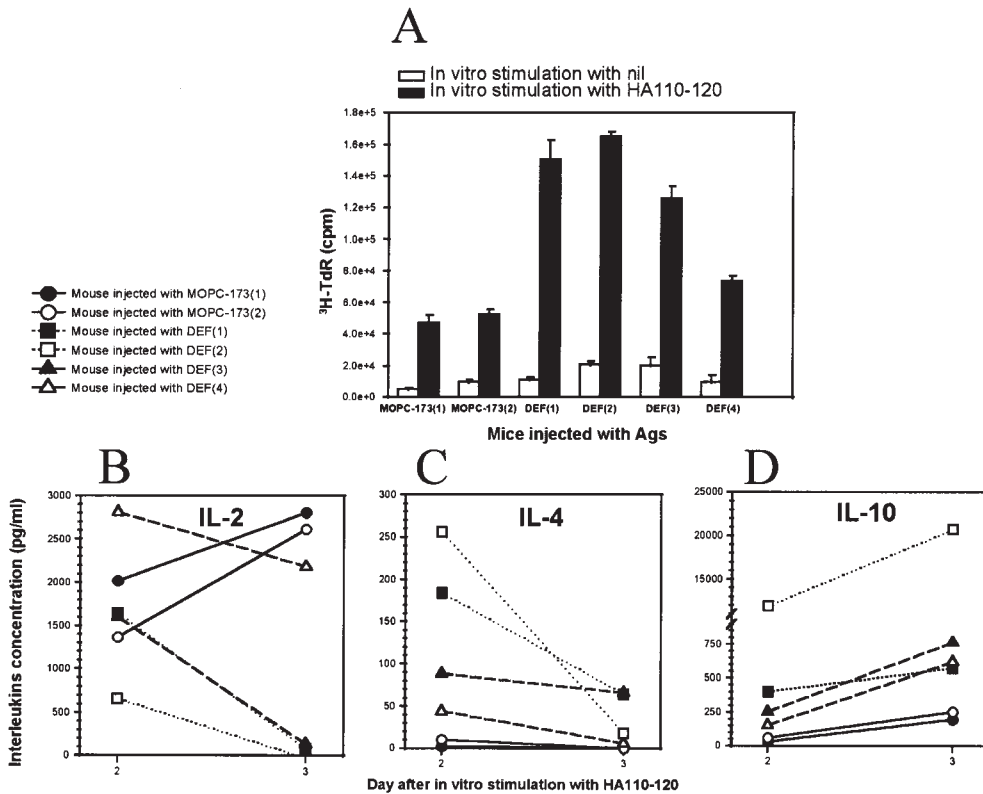 A
In vitro stimulation with nil
In vitro stimulation with HA110-120
1.8e+5
1.6e+5
1.4e+5
1.2e+5
1.0e+5
8.0e+4
6.0e+4
4.0e+4
2.0e+4
0.0e+0
³H-TdR (cpm)
MOPC-173(1) MOPC-173(2) DEF(1) DEF(2) DEF(3) DEF(4)
Mice injected with Ags
Mouse injected with MOPC-173(1)
Mouse injected with MOPC-173(2)
Mouse injected with DEF(1)
Mouse injected with DEF(2)
Mouse injected with DEF(3)
Mouse injected with DEF(4)
B
IL-2
3000
2500
2000
1500
1000
500
0
Interleukins concentration (pg/ml)
2 3
C
IL-4
300
250
200
150
100
50
0
2 3
D
IL-10
25000
20000
15000
750
500
250
0
2 3
Day after in vitro stimulation with HA110-120